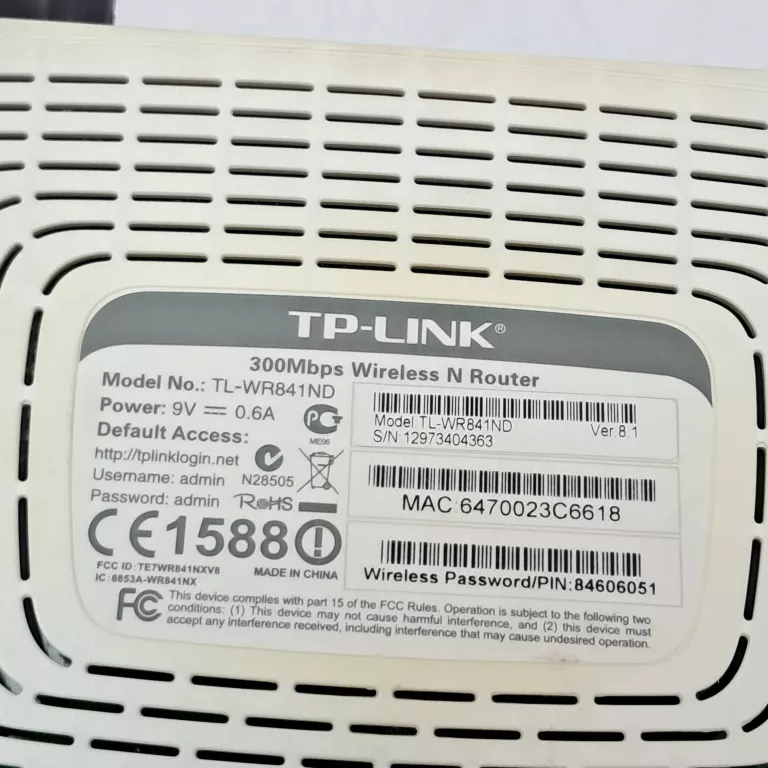 TP-LINK®
300Mbps Wireless N Router
Model No.: TL-WR841ND
Power: 9V ⎓ 0.6A
Default Access:
http://tplinklogin.net
Username: admin
Password: admin
PG
ME06
N28505
RoHS
CE1588
FCC ID: TE7WR841NXV8
IC: 8853A-WR841NX
MADE IN CHINA
Model:TL-WR841ND
Ver:8.1
S/N:12973404363
MAC:6470023C6618
Wireless Password/PIN:84606051
FC This device complies with part 15 of the FCC Rules. Operation is subject to the following two
conditions: (1) This device may not cause harmful interference, and (2) this device must
accept any interference received, including interference that may cause undesired operation.